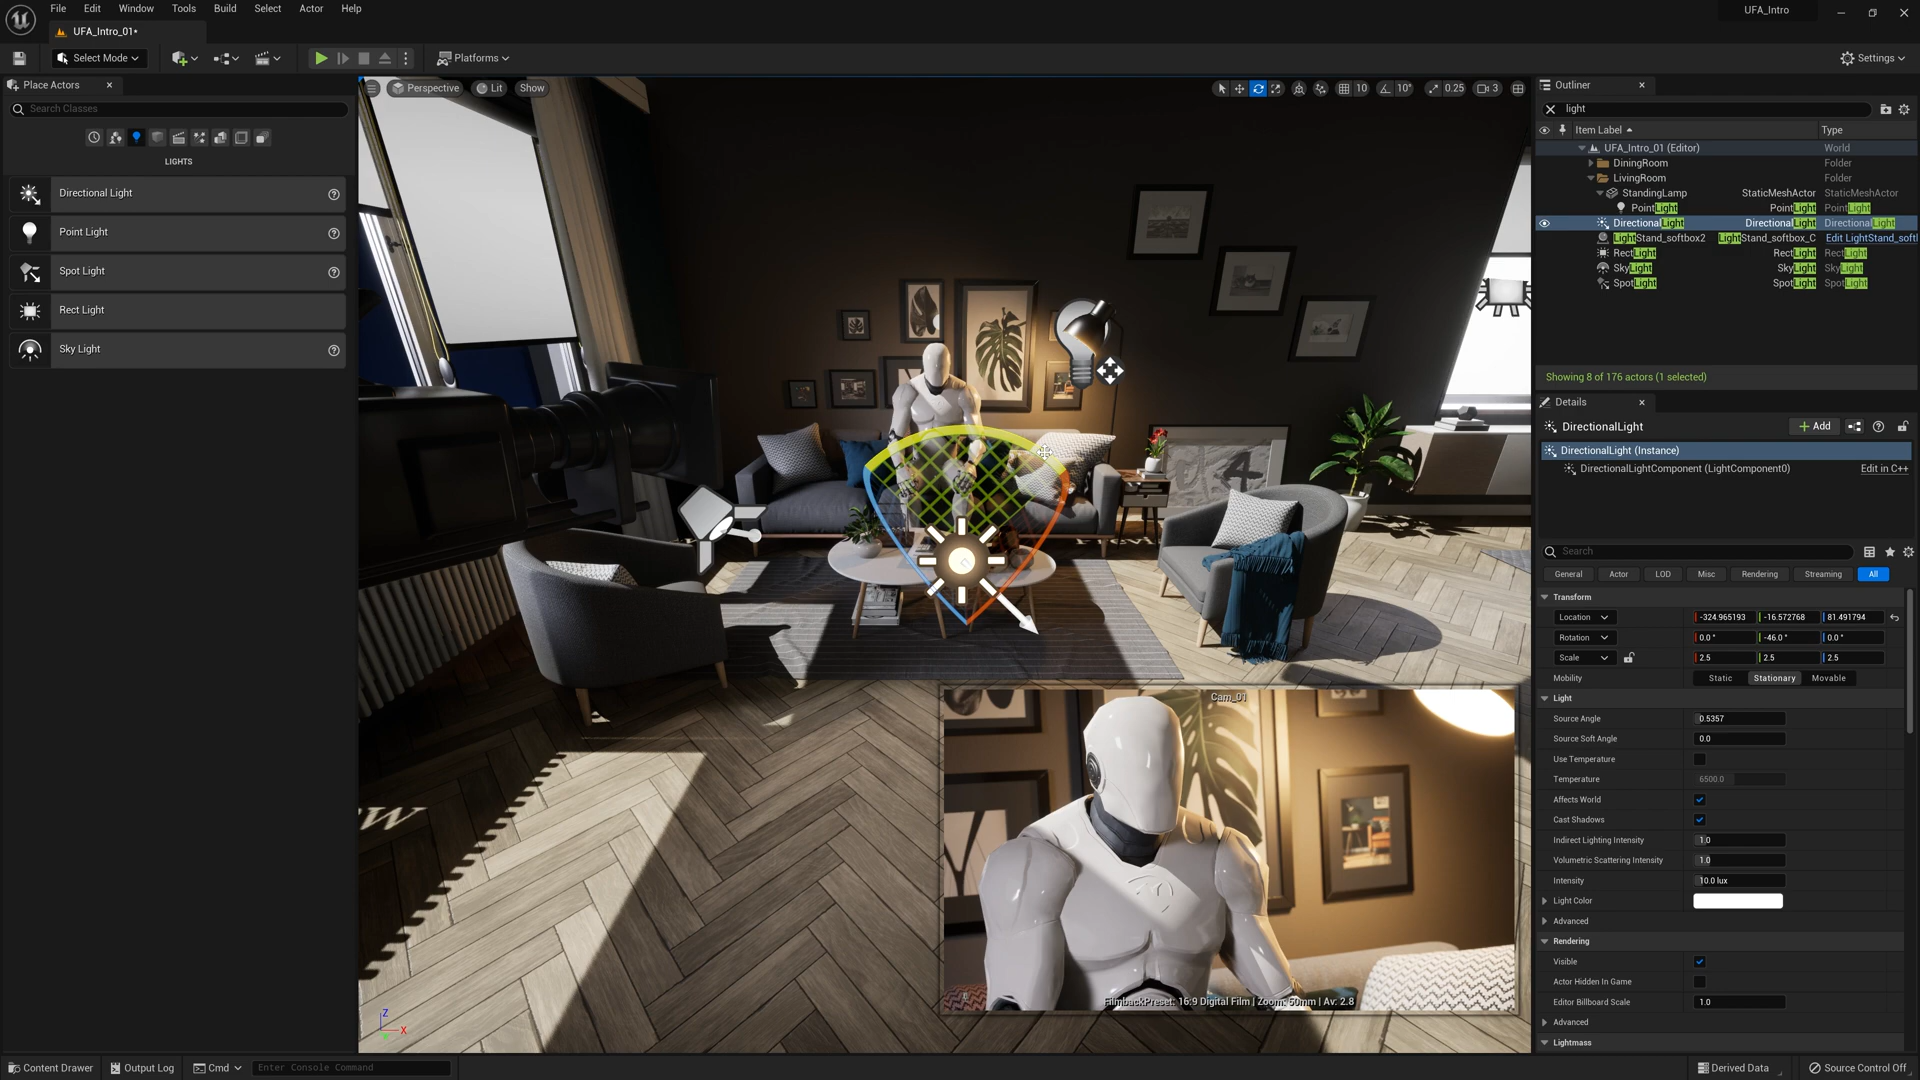 File Edit Window Tools Build Select Actor Help
UFA_Intro
UFA_Intro_01*
Select Mode
Platforms
Settings
Place Actors
Search Classes
LIGHTS
Directional Light
Point Light
Spot Light
Rect Light
Sky Light
Perspective Lit Show
10 10° 0.25 3
Cam_01
FilmbackPreset: 16:9 Digital Film | Zoom: 50mm | Av: 2.8
Z
X
Outliner
light
Item Label Type
UFA_Intro_01 (Editor) World
DiningRoom Folder
LivingRoom Folder
StandingLamp StaticMeshActor StaticMeshActor
PointLight PointLight PointLight
DirectionalLight DirectionalLight DirectionalLight
LightStand_softbox2 LightStand_softbox_C Edit LightStand_soft
RectLight RectLight RectLight
SkyLight SkyLight SkyLight
SpotLight SpotLight SpotLight
Showing 8 of 176 actors (1 selected)
Details
DirectionalLight
Add
DirectionalLight (Instance)
DirectionalLightComponent (LightComponent0) Edit in C++
Search
General Actor LOD Misc Rendering Streaming All
Transform
Location -324.965193 -16.572768 81.491794
Rotation 0.0 ° -46.0 ° 0.0 °
Scale 2.5 2.5 2.5
Mobility Static Stationary Movable
Light
Source Angle 0.5357
Source Soft Angle 0.0
Use Temperature
Temperature 6500.0
Affects World
Cast Shadows
Indirect Lighting Intensity 1.0
Volumetric Scattering Intensity 1.0
Intensity 10.0 lux
Light Color
Advanced
Rendering
Visible
Actor Hidden In Game
Editor Billboard Scale 1.0
Advanced
Lightmass
Content Drawer Output Log Cmd Enter Console Command
Derived Data Source Control Off